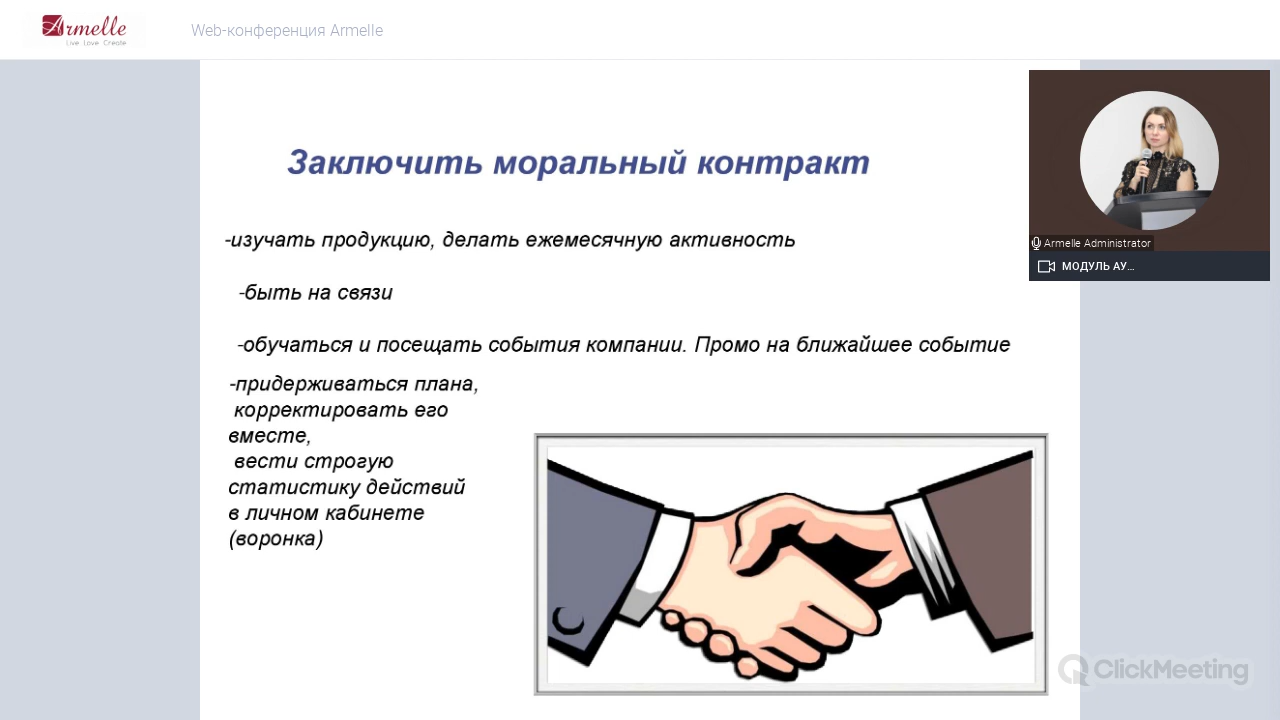 Armelle
Live Love Create
Web-конференция Armelle
Заключить моральный контракт
-изучать продукцию, делать ежемесячную активность
-быть на связи
-обучаться и посещать события компании. Промо на ближайшее событие
-придерживаться плана,
корректировать его
вместе,
вести строгую
статистику действий
в личном кабинете
(воронка)
Armelle Administrator
МОДУЛЬ АУ...
ClickMeeting